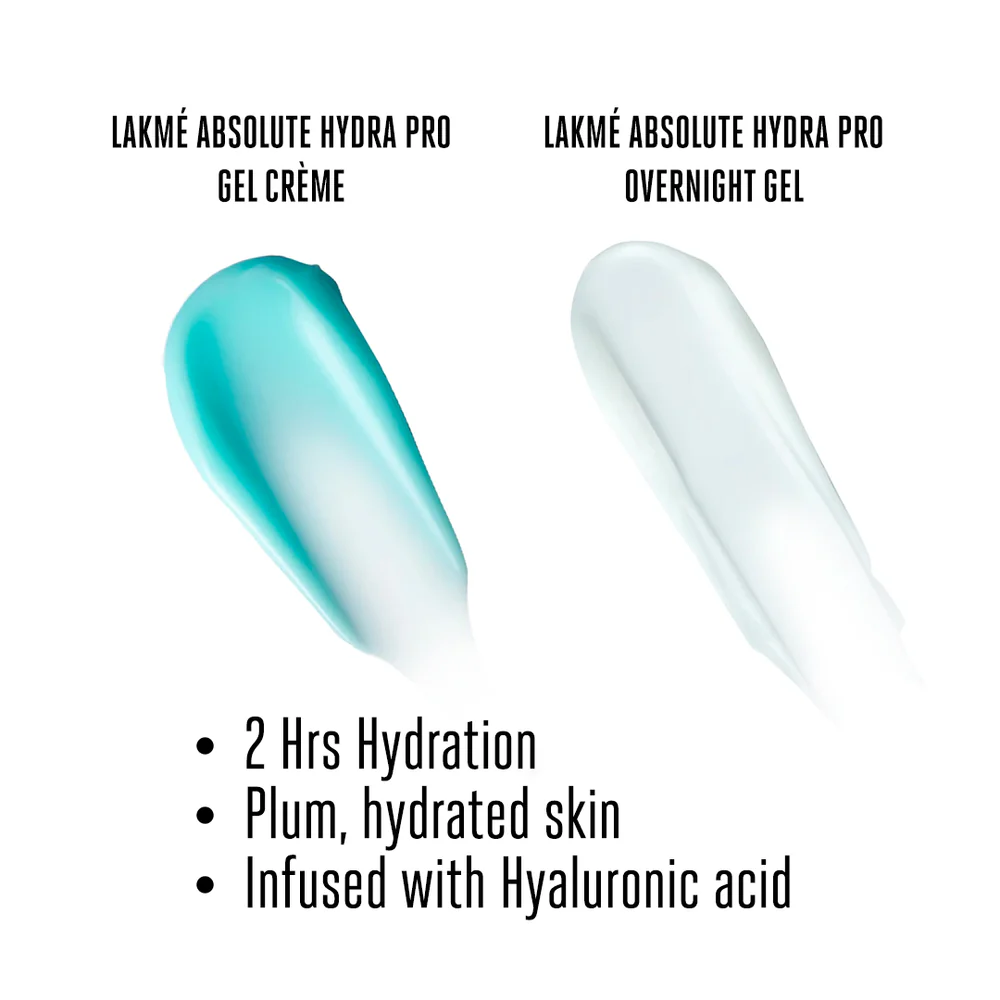 LAKMÉ ABSOLUTE HYDRA PRO
GEL CRÈME
LAKMÉ ABSOLUTE HYDRA PRO
OVERNIGHT GEL
• 2 Hrs Hydration
• Plum, hydrated skin
• Infused with Hyaluronic acid